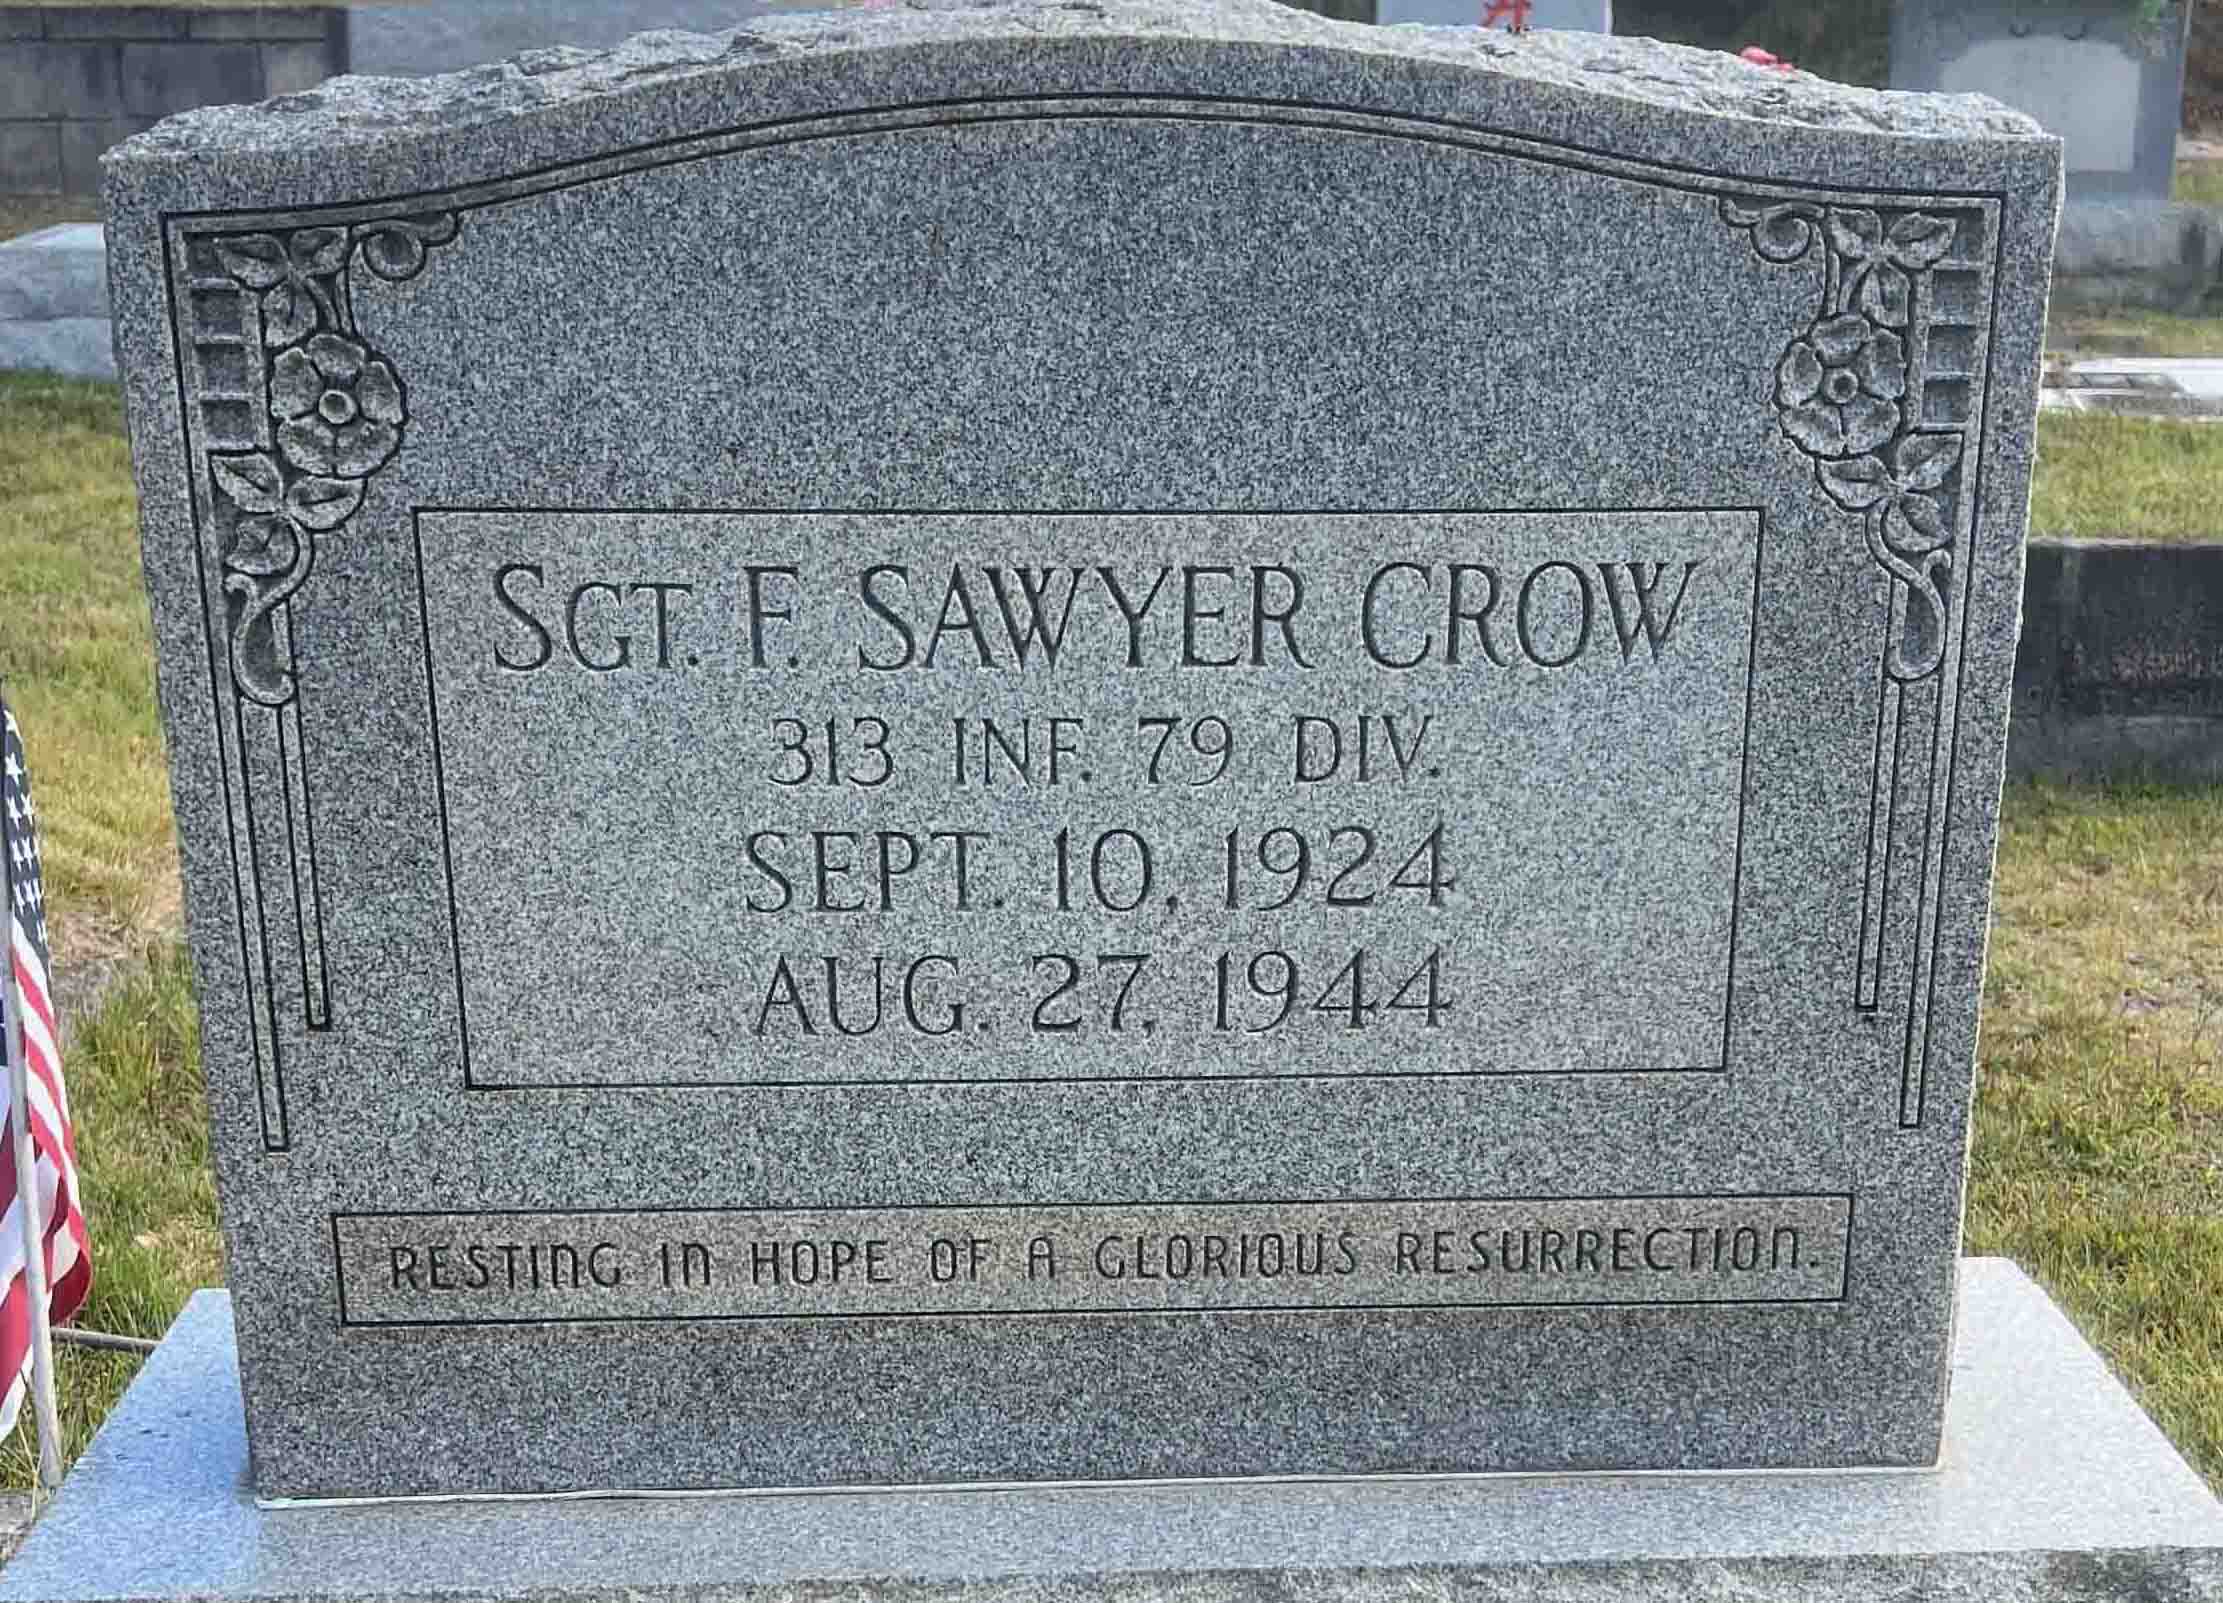 SGT. F. SAWYER CROW
313 INF. 79 DIV.
SEPT. 10, 1924
AUG. 27, 1944
RESTING IN HOPE OF A GLORIOUS RESURRECTION.